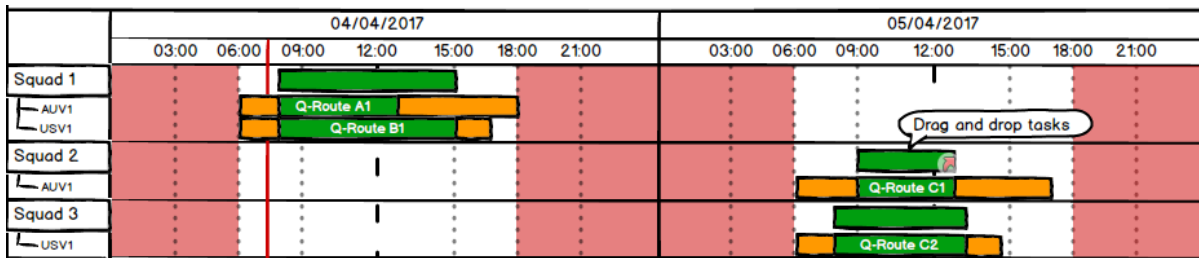 04/04/2017 05/04/2017
03:00 06:00 09:00 12:00 15:00 18:00 21:00 03:00 06:00 09:00 12:00 15:00 18:00 21:00
Squad 1
AUV1 Q-Route A1
USV1 Q-Route B1
Drag and drop tasks
Squad 2
AUV1 Q-Route C1
Squad 3
USV1 Q-Route C2